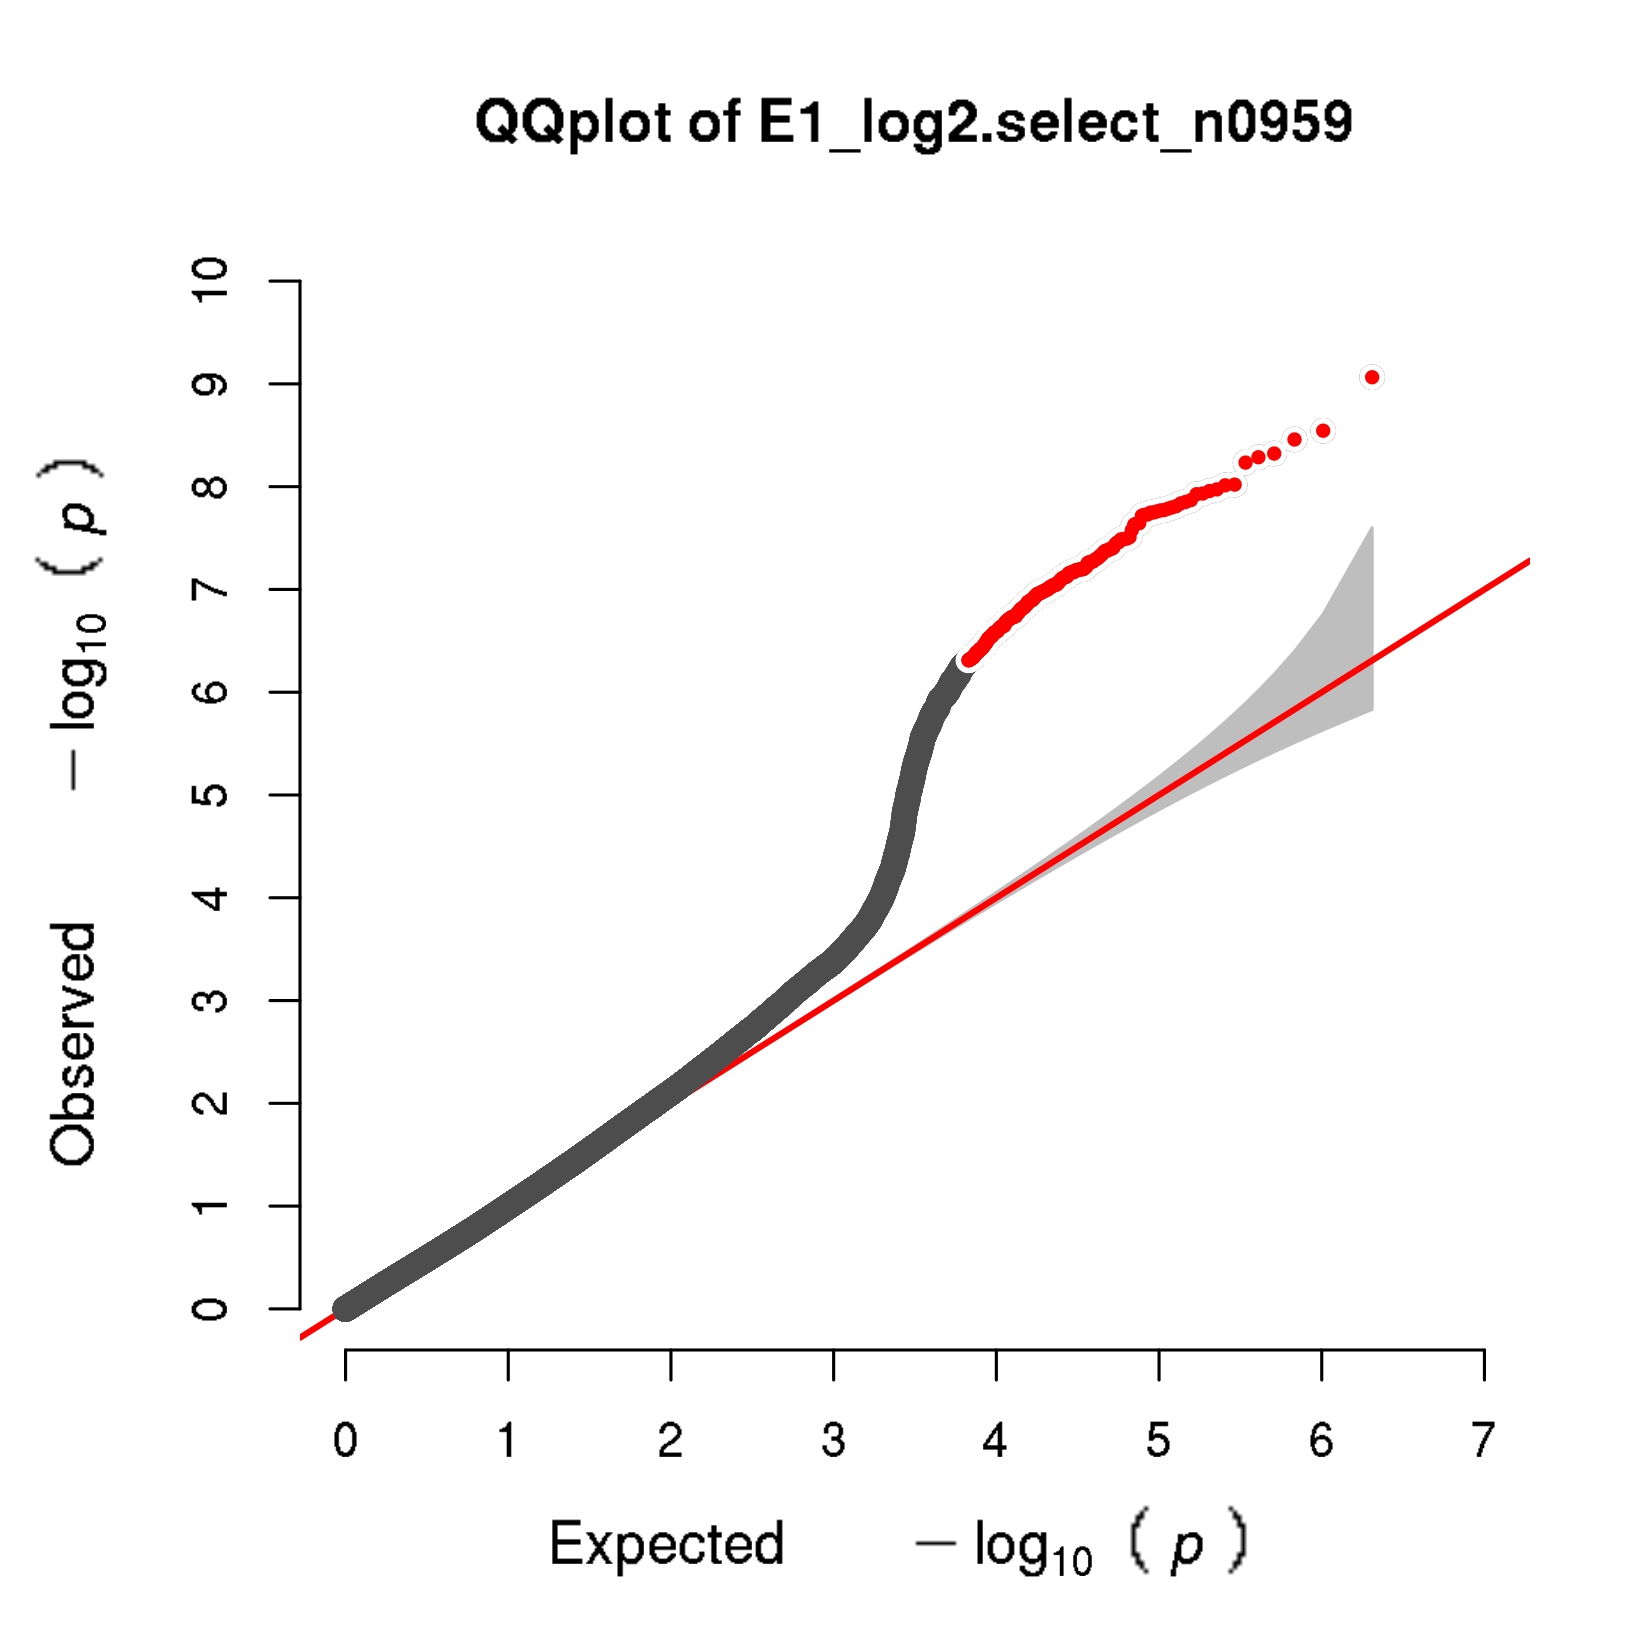 QQplot of E1_log2.select_n0959
Observed − log10 ( p )
10
9
8
7
6
5
4
3
2
1
0
0 1 2 3 4 5 6 7
Expected − log10 ( p )